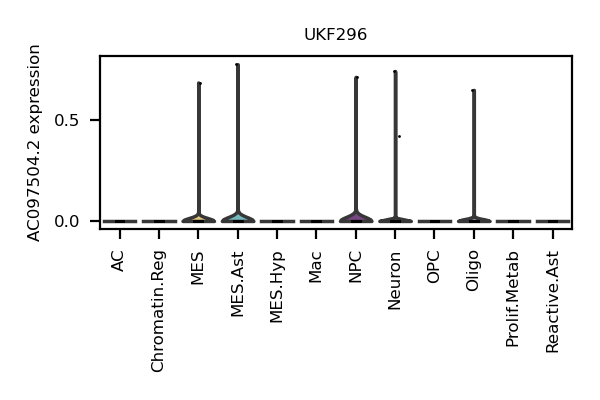 UKF296
AC097504.2 expression
0.5
0.0
AC
Chromatin.Reg
MES
MES.Ast
MES.Hyp
Mac
NPC
Neuron
OPC
Oligo
Prolif.Metab
Reactive.Ast